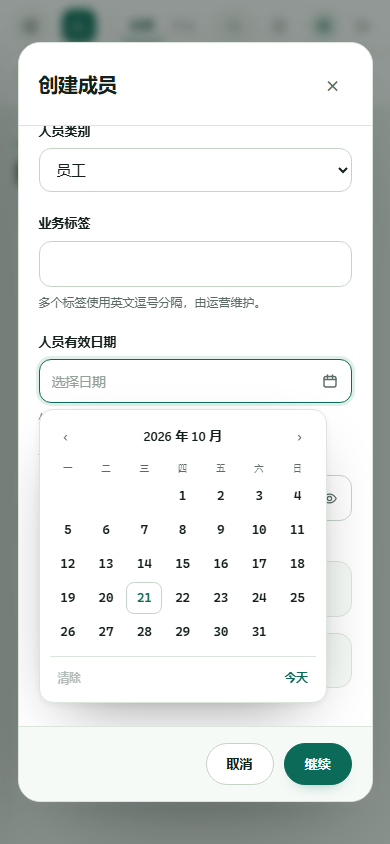 创建成员
人员类别
员工
业务标签
多个标签使用英文逗号分隔，由运营维护。
人员有效日期
选择日期
2026 年 10 月
一 二 三 四 五 六 日
1 2 3 4
5 6 7 8 9 10 11
12 13 14 15 16 17 18
19 20 21 22 23 24 25
26 27 28 29 30 31
清除 今天
取消 继续